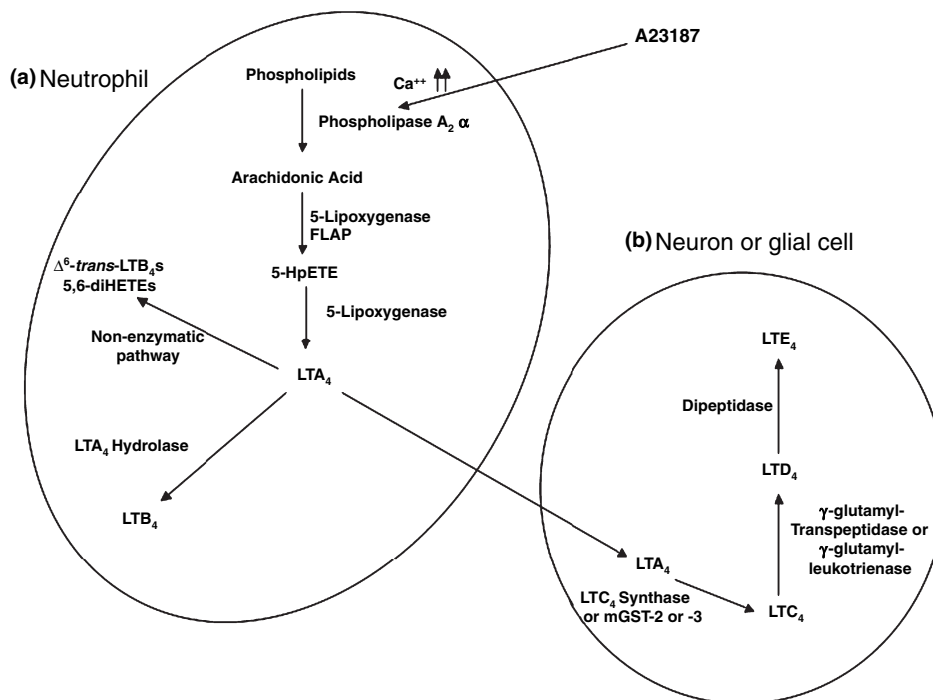 A23187
(a) Neutrophil
Phospholipids
Ca⁺⁺
Phospholipase A₂ α
Arachidonic Acid
5-Lipoxygenase
FLAP
5-HpETE
5-Lipoxygenase
Δ⁶-trans-LTB₄s
5,6-diHETEs
Non-enzymatic
pathway
LTA₄
LTA₄ Hydrolase
LTB₄
(b) Neuron or glial cell
LTE₄
Dipeptidase
LTD₄
γ-glutamyl-
Transpeptidase or
γ-glutamyl-
leukotrienase
LTA₄
LTC₄ Synthase
or mGST-2 or -3
LTC₄